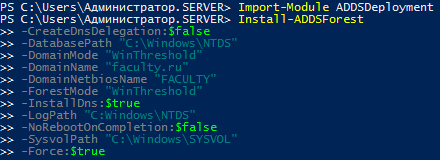 PS C:\Users\Администратор.SERVER> Import-Module ADDSDeployment
PS C:\Users\Администратор.SERVER> Install-ADDSForest
>> -CreateDnsDelegation:$false
>> -DatabasePath "C:\Windows\NTDS"
>> -DomainMode "WinThreshold"
>> -DomainName "faculty.ru"
>> -DomainNetbiosName "FACULTY"
>> -ForestMode "WinThreshold"
>> -InstallDns:$true
>> -LogPath "C:\Windows\NTDS"
>> -NoRebootOnCompletion:$false
>> -SysvolPath "C:\Windows\SYSVOL"
>> -Force:$true